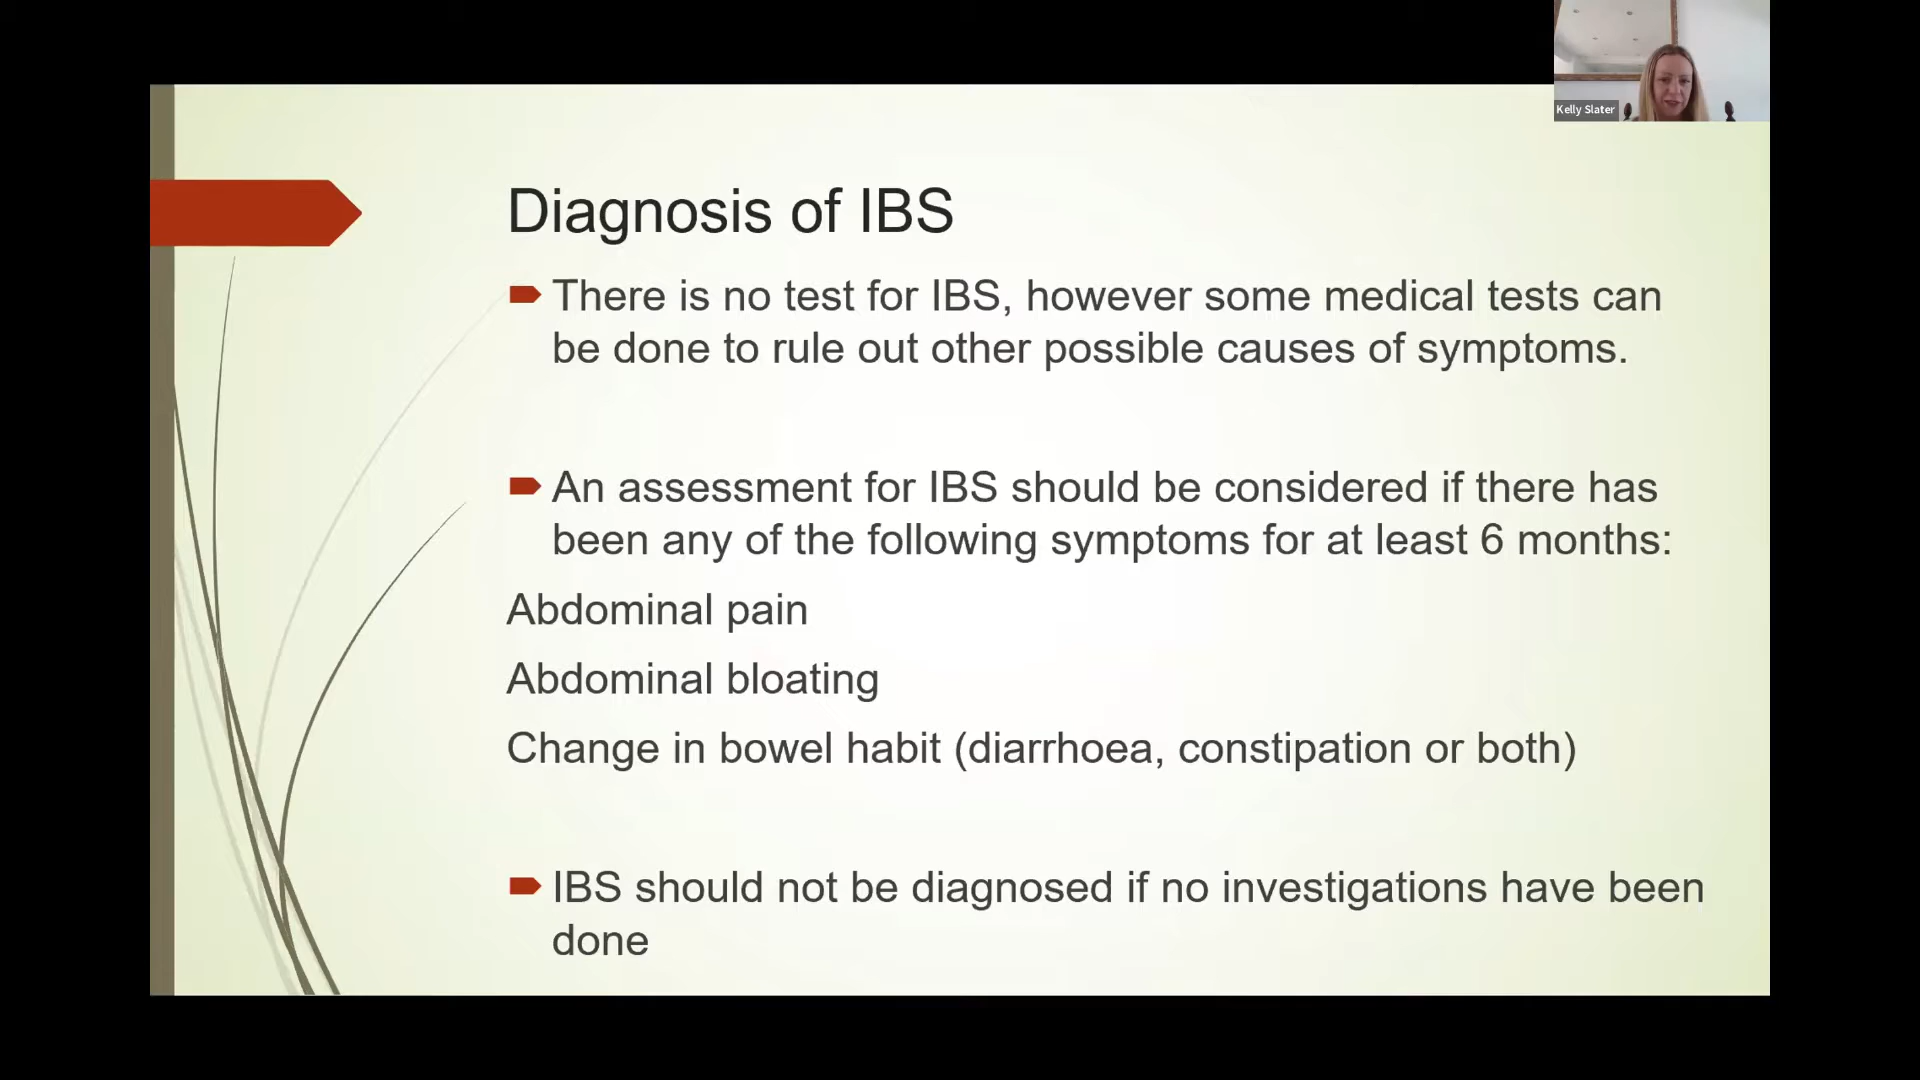 Kelly Slater
Diagnosis of IBS
There is no test for IBS, however some medical tests can
be done to rule out other possible causes of symptoms.
An assessment for IBS should be considered if there has
been any of the following symptoms for at least 6 months:
Abdominal pain
Abdominal bloating
Change in bowel habit (diarrhoea, constipation or both)
IBS should not be diagnosed if no investigations have been
done